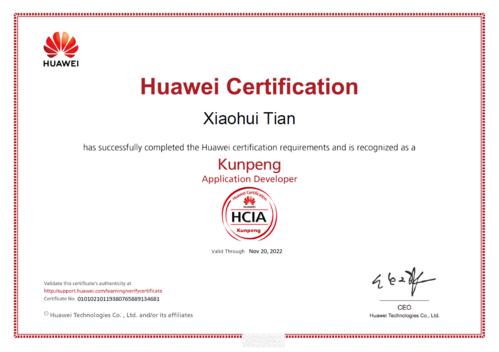 HUAWEI
Huawei Certification
Xiaohui Tian
has successfully completed the Huawei certification requirements and is recognized as a
Kunpeng
Application Developer
Huawei Certification
HUAWEI
HCIA
Kunpeng
Valid Through Nov 20, 2022
Validate this certificate's authenticity at
http://support.huawei.com/learning/verifycertificate
Certificate No. 01010210119380765889134681
© Huawei Technologies Co. , Ltd. and/or its affiliates
CEO
Huawei Technologies Co., Ltd.